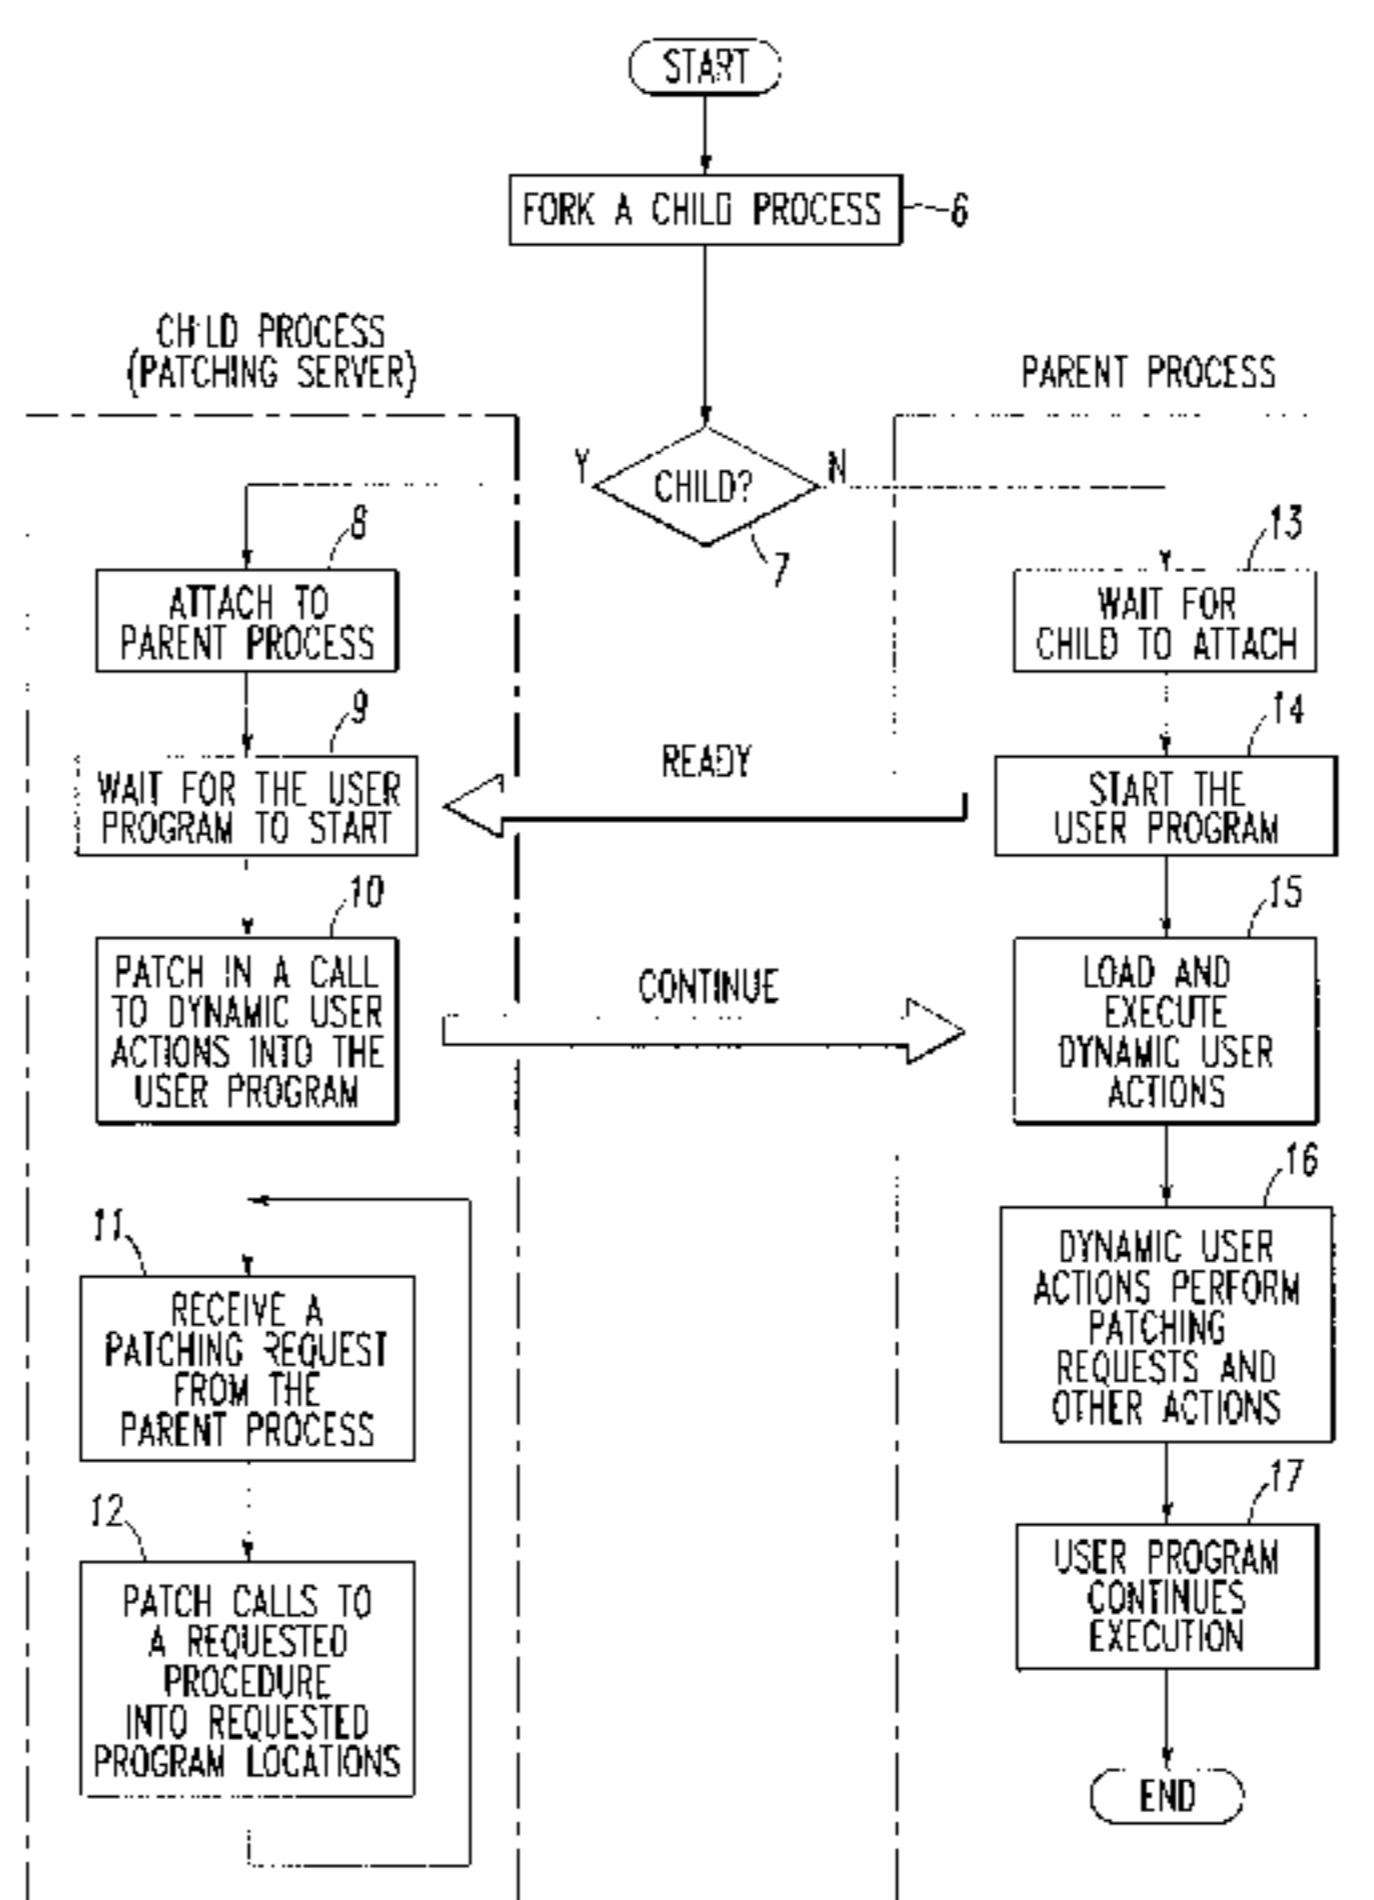 START
FORK A CHILD PROCESS
6
CHILD PROCESS
(PATCHING SERVER)
PARENT PROCESS
Y
CHILD?
N
7
8
ATTACH TO
PARENT PROCESS
13
WAIT FOR
CHILD TO ATTACH
9
WAIT FOR THE USER
PROGRAM TO START
READY
14
START THE
USER PROGRAM
10
PATCH IN A CALL
TO DYNAMIC USER
ACTIONS INTO THE
USER PROGRAM
CONTINUE
15
LOAD AND
EXECUTE
DYNAMIC USER
ACTIONS
11
RECEIVE A
PATCHING REQUEST
FROM THE
PARENT PROCESS
16
DYNAMIC USER
ACTIONS PERFORM
PATCHING
REQUESTS AND
OTHER ACTIONS
12
PATCH CALLS TO
A REQUESTED
PROCEDURE
INTO REQUESTED
PROGRAM LOCATIONS
17
USER PROGRAM
CONTINUES
EXECUTION
END